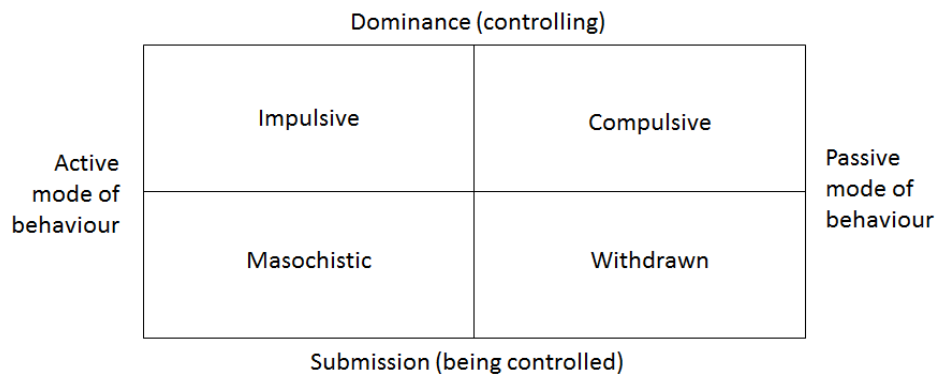 Dominance (controlling)
Impulsive
Compulsive
Active
mode of
behaviour
Passive
mode of
behaviour
Masochistic
Withdrawn
Submission (being controlled)